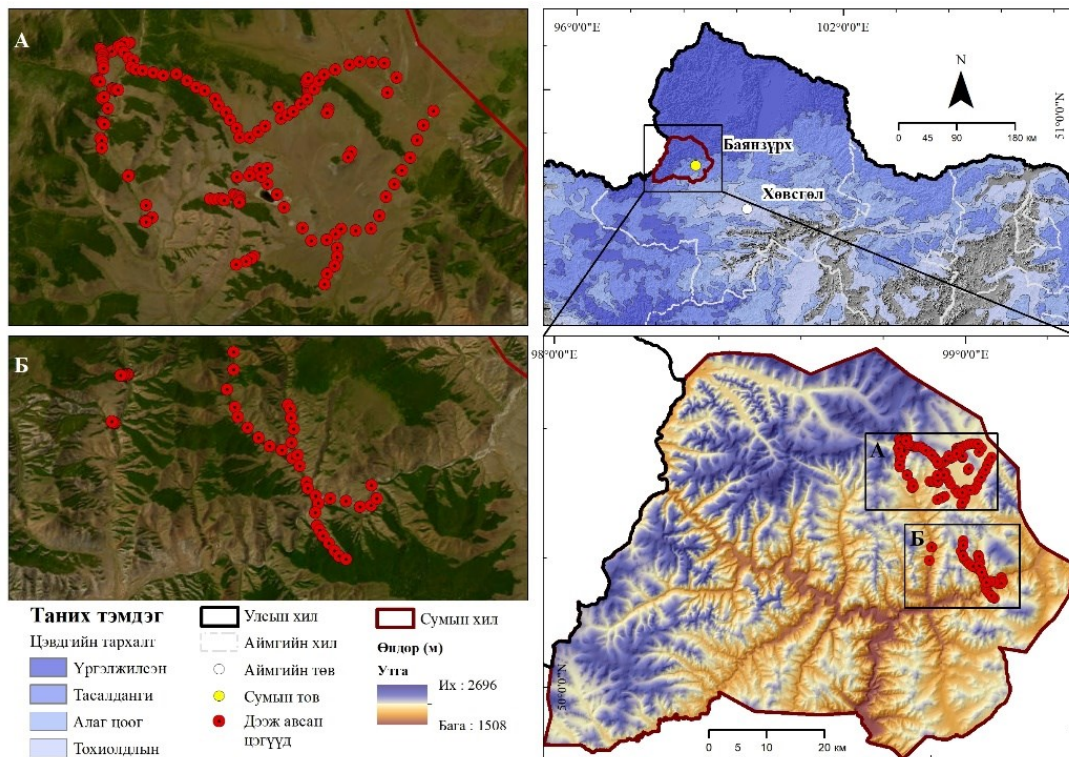 А
96°0'0"E
102°0'0"E
51°0'0"N
N
0 45 90 180 км
Баянзүрх
Хөвсгөл
Б
98°0'0"E
99°0'0"E
50°0'0"N
А
Б
0 5 10 20 км
Таних тэмдэг
Цэвдгийн тархалт
Үргэлжилсэн
Тасалданги
Алаг цоог
Тохиолдлын
Улсын хил
Аймгийн хил
Аймгийн төв
Сумын тов
Дээж авсан
цэгүүд
Сумын хил
Өндор (м)
Утга
Их : 2696
Бага : 1508